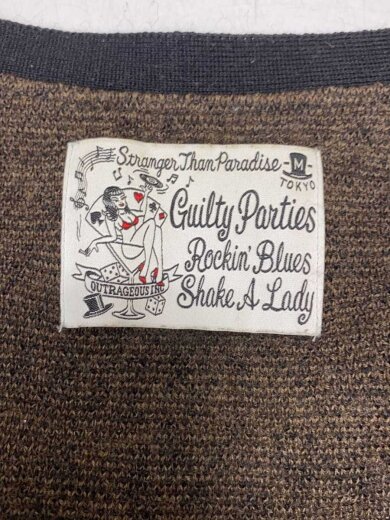 Stranger Than Paradise
-M-
TOKYO
Guilty Parties
Rockin' Blues
Shake A Lady
OUTRAGEOUS INC.